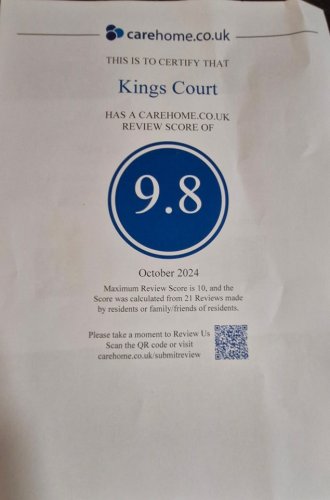 carehome.co.uk
THIS IS TO CERTIFY THAT
Kings Court
HAS A CAREHOME.CO.UK
REVIEW SCORE OF
9.8
October 2024
Maximum Review Score is 10, and the
Score was calculated from 21 Reviews made
by residents or family/friends of residents.
Please take a moment to Review Us
Scan the QR code or visit
carehome.co.uk/submitreview